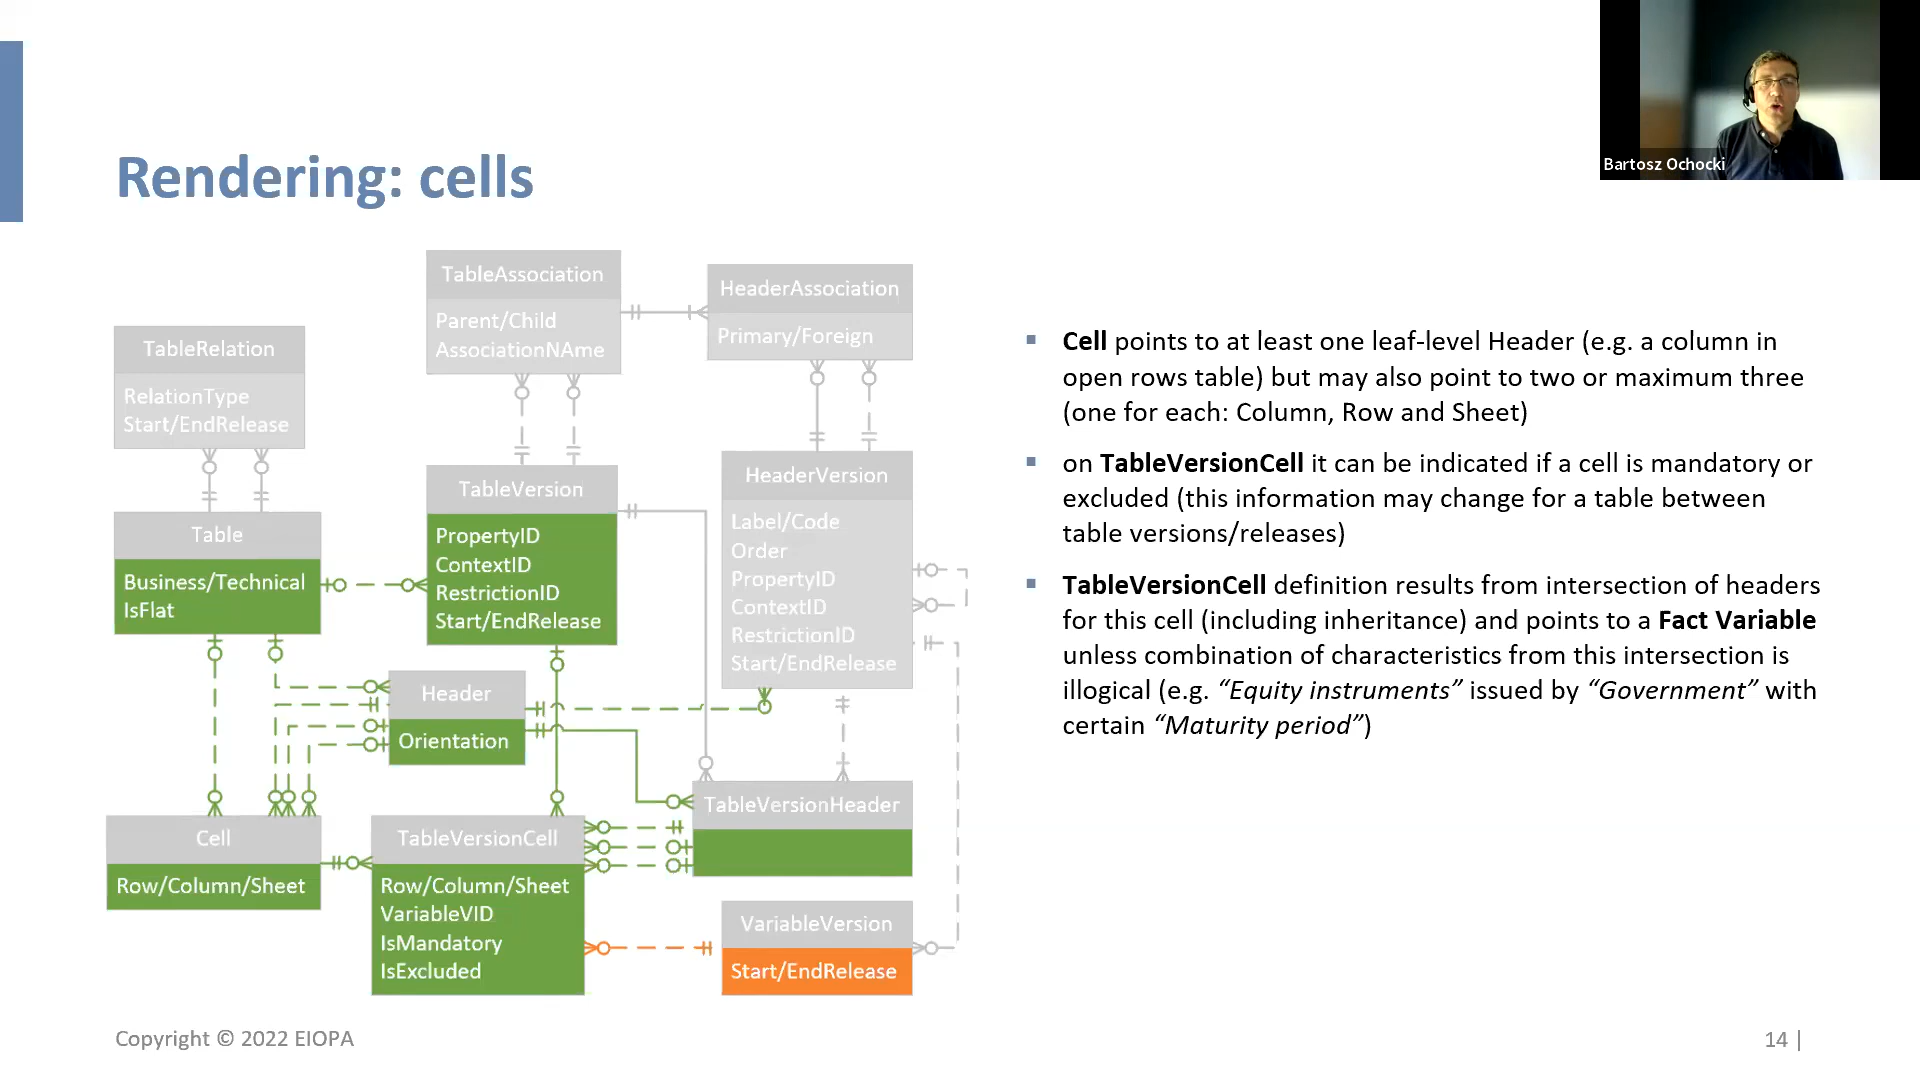 Bartosz Ochocki
Rendering: cells
TableAssociation
Parent/Child
AssociationNAme
HeaderAssociation
Primary/Foreign
TableRelation
RelationType
Start/EndRelease
TableVersion
PropertyID
ContextID
RestrictionID
Start/EndRelease
HeaderVersion
Label/Code
Order
PropertyID
ContextID
RestrictionID
Start/EndRelease
Table
Business/Technical
IsFlat
Header
Orientation
TableVersionHeader
Cell
Row/Column/Sheet
TableVersionCell
Row/Column/Sheet
VariableVID
IsMandatory
IsExcluded
VariableVersion
Start/EndRelease
▪ Cell points to at least one leaf-level Header (e.g. a column in
open rows table) but may also point to two or maximum three
(one for each: Column, Row and Sheet)
▪ on TableVersionCell it can be indicated if a cell is mandatory or
excluded (this information may change for a table between
table versions/releases)
▪ TableVersionCell definition results from intersection of headers
for this cell (including inheritance) and points to a Fact Variable
unless combination of characteristics from this intersection is
illogical (e.g. “Equity instruments” issued by “Government” with
certain “Maturity period”)
Copyright © 2022 EIOPA
14 |